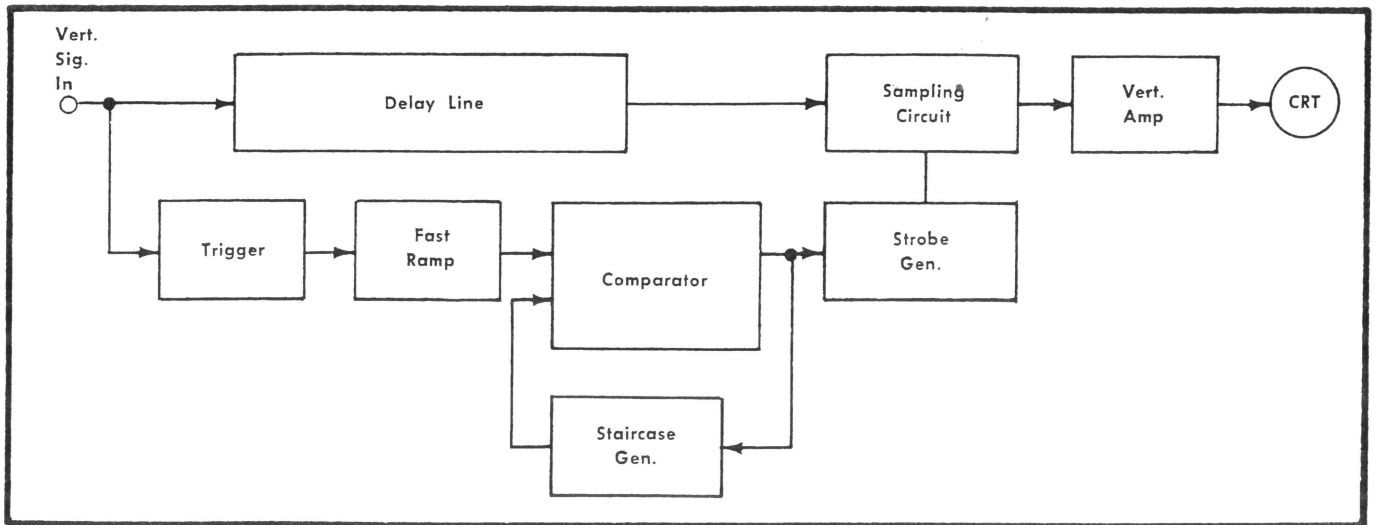 Vert.
Sig.
In
Delay Line
Sampling
Circuit
Vert.
Amp
CRT
Trigger
Fast
Ramp
Comparator
Strobe
Gen.
Staircase
Gen.